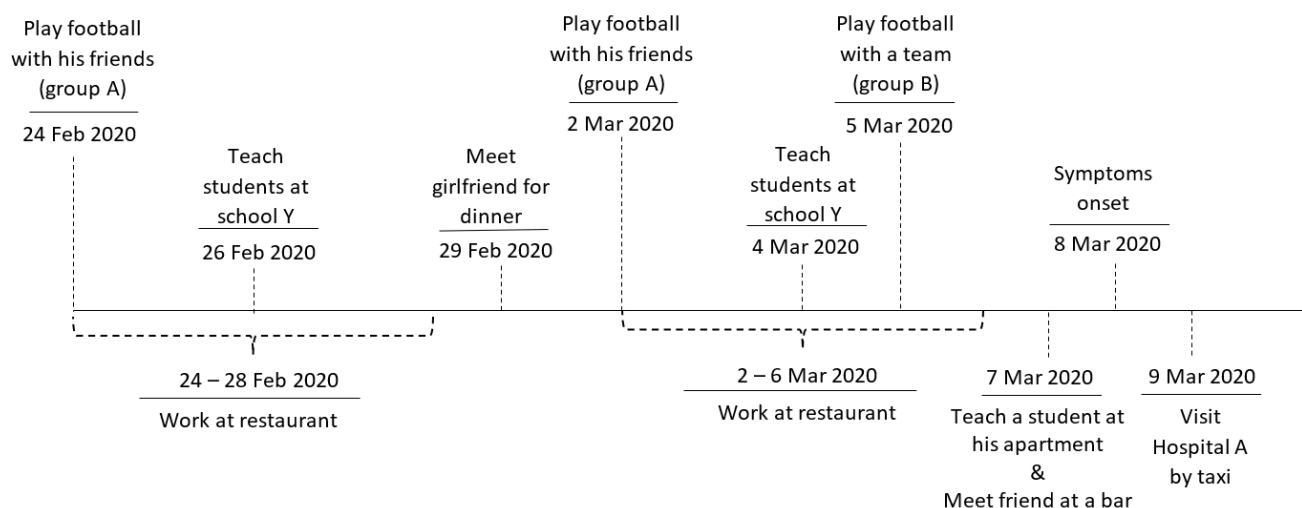 Play football
with his friends
(group A)
24 Feb 2020
Teach
students at
school Y
26 Feb 2020
Meet
girlfriend for
dinner
29 Feb 2020
Play football
with his friends
(group A)
2 Mar 2020
Teach
students at
school Y
4 Mar 2020
Play football
with a team
(group B)
5 Mar 2020
Symptoms
onset
8 Mar 2020
24 – 28 Feb 2020
Work at restaurant
2 – 6 Mar 2020
Work at restaurant
7 Mar 2020
Teach a student at
his apartment
&
Meet friend at a bar
9 Mar 2020
Visit
Hospital A
by taxi